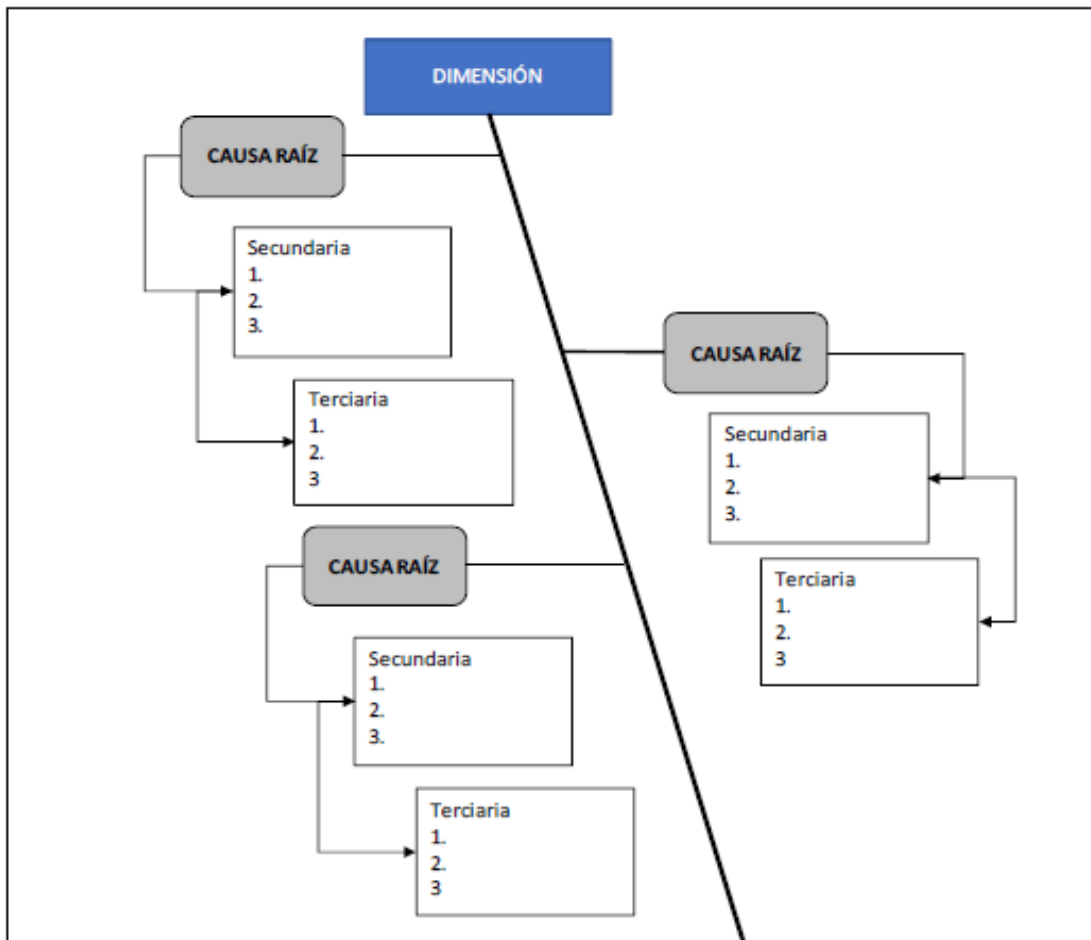 DIMENSIÓN
CAUSA RAÍZ
Secundaria
1.
2.
3.
Terciaria
1.
2.
3
CAUSA RAÍZ
Secundaria
1.
2.
3.
Terciaria
1.
2.
3
CAUSA RAÍZ
Secundaria
1.
2.
3.
Terciaria
1.
2.
3